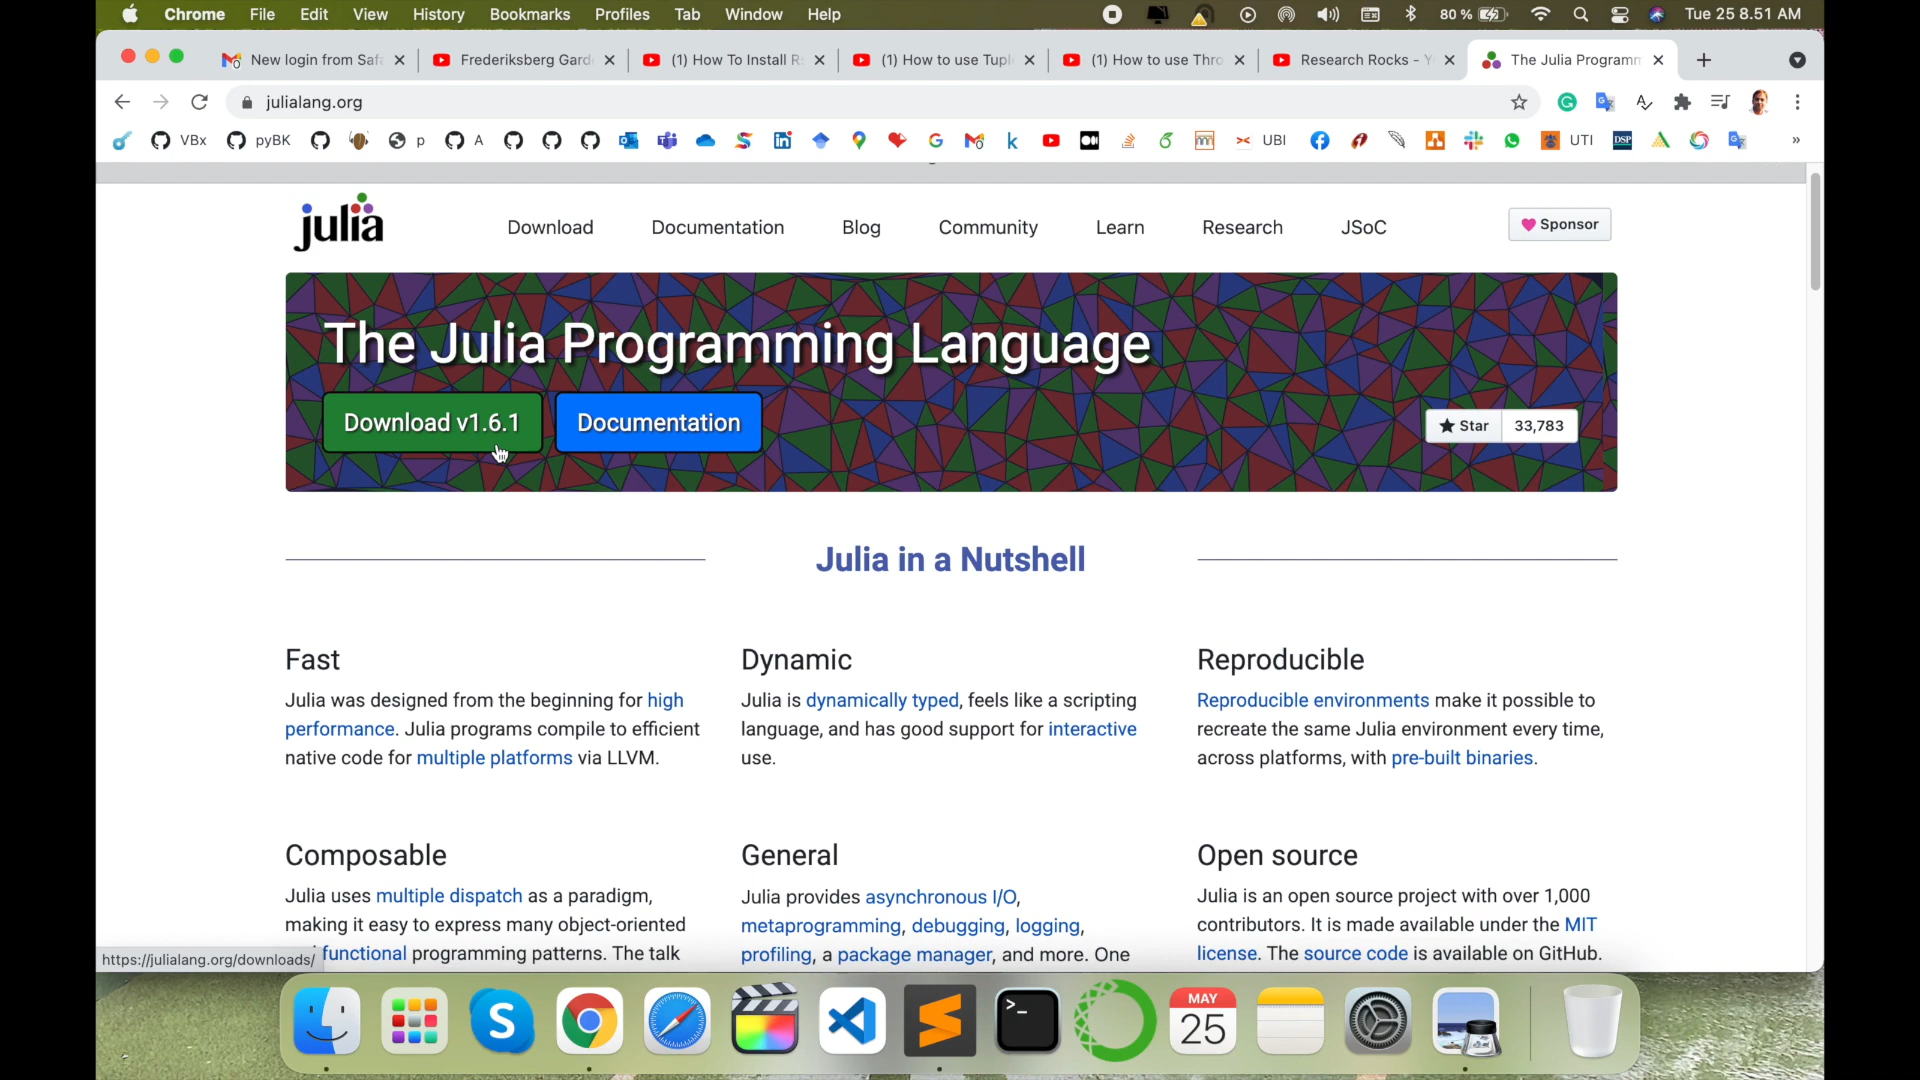 Chrome File Edit View History Bookmarks Profiles Tab Window Help 80 % Tue 25 8.51 AM
New login from Saf (1) Frederiksberg Gard (1) How To Install R (1) How to use Tupl (1) How to use Thro Research Rocks - Y The Julia Programm
julialang.org
VBx pyBK p A k UBI UTI DSP »
julia Download Documentation Blog Community Learn Research JSoC Sponsor
The Julia Programming Language
Download v1.6.1 Documentation Star 33,783
Julia in a Nutshell
Fast
Julia was designed from the beginning for high
performance. Julia programs compile to efficient
native code for multiple platforms via LLVM.
Dynamic
Julia is dynamically typed, feels like a scripting
language, and has good support for interactive
use.
Reproducible
Reproducible environments make it possible to
recreate the same Julia environment every time,
across platforms, with pre-built binaries.
Composable
Julia uses multiple dispatch as a paradigm,
making it easy to express many object-oriented
functional programming patterns. The talk
General
Julia provides asynchronous I/O,
metaprogramming, debugging, logging,
profiling, a package manager, and more. One
Open source
Julia is an open source project with over 1,000
contributors. It is made available under the MIT
license. The source code is available on GitHub.
https://julialang.org/downloads/
MAY
25